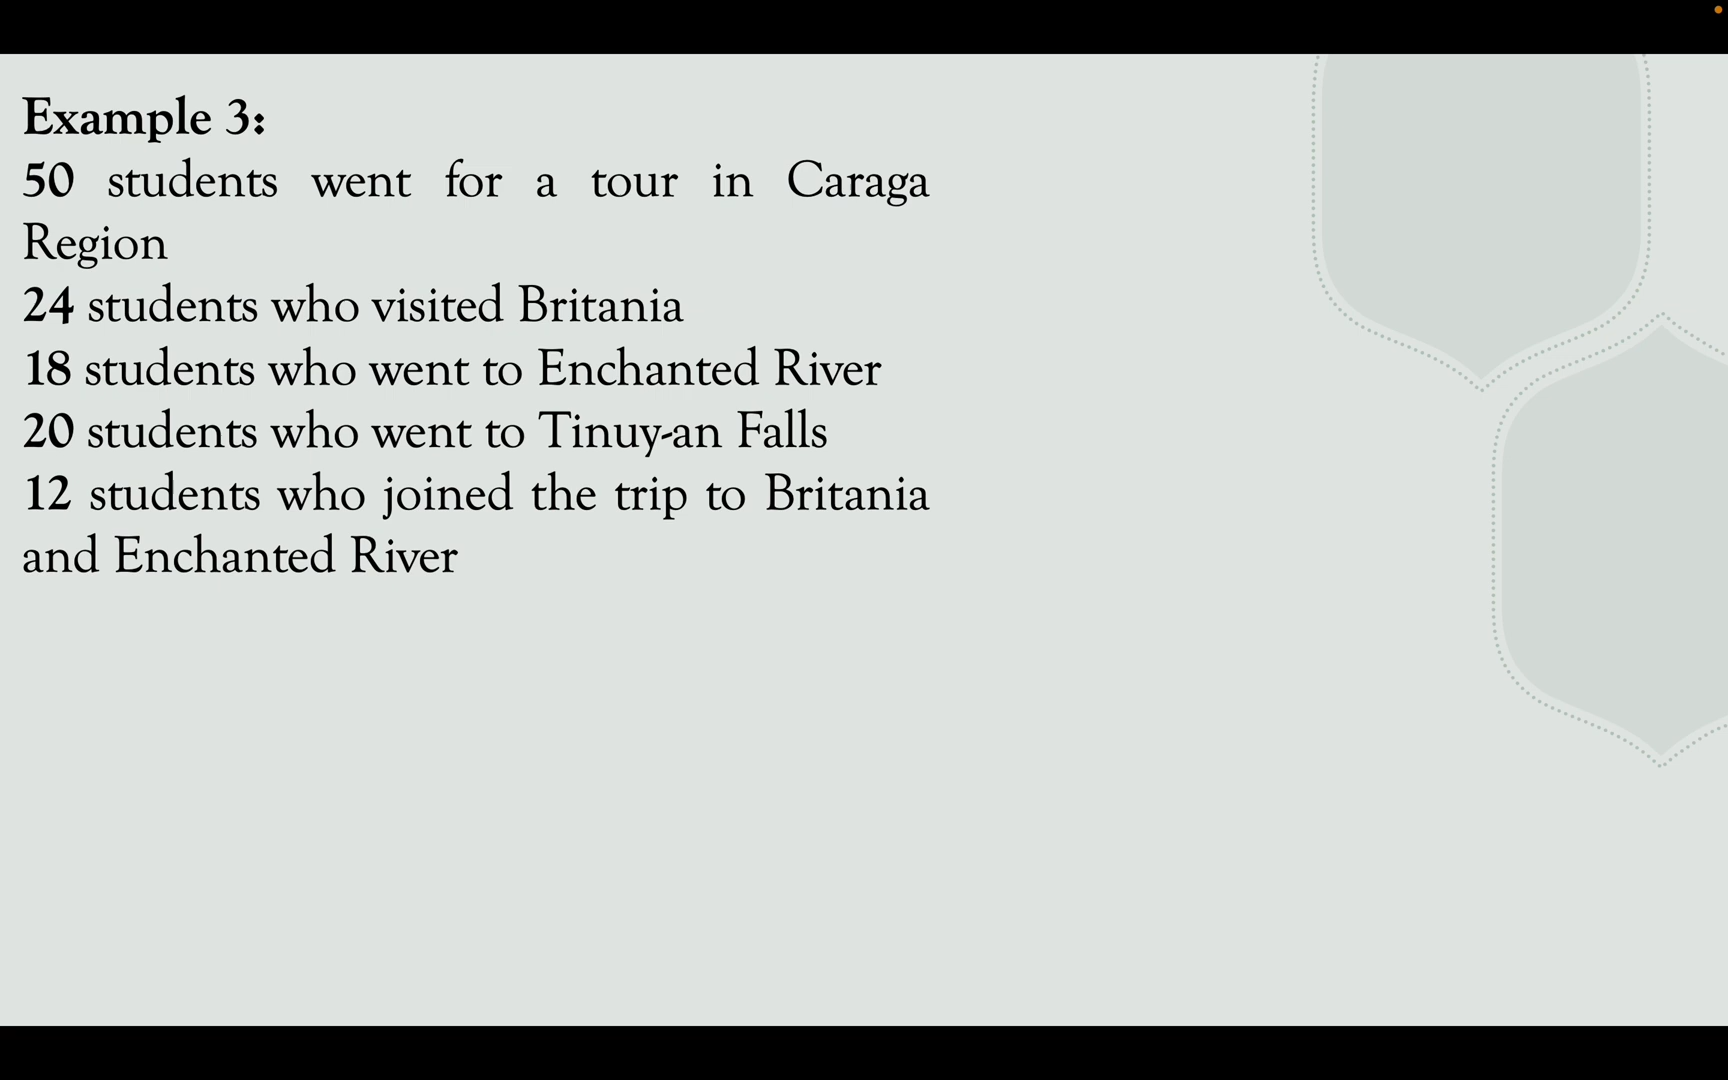 Example 3:
50 students went for a tour in Caraga
Region
24 students who visited Britania
18 students who went to Enchanted River
20 students who went to Tinuy-an Falls
12 students who joined the trip to Britania
and Enchanted River